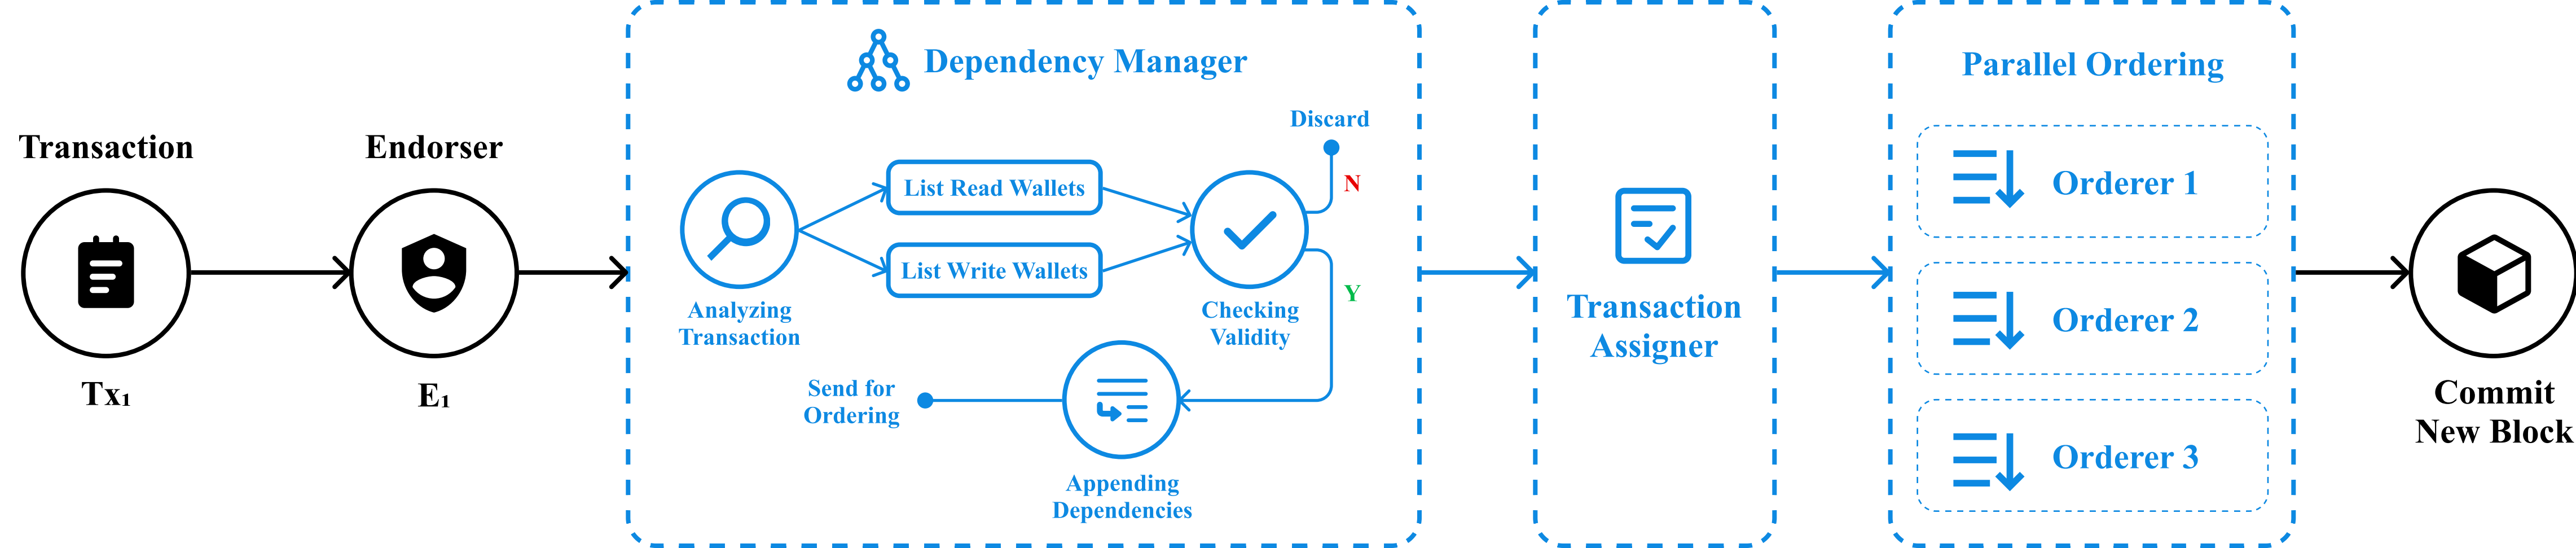 Transaction
Tx₁
Endorser
E₁
Dependency Manager
Analyzing
Transaction
List Read Wallets
List Write Wallets
Checking
Validity
Discard
N
Y
Appending
Dependencies
Send for
Ordering
Transaction
Assigner
Parallel Ordering
Orderer 1
Orderer 2
Orderer 3
Commit
New Block